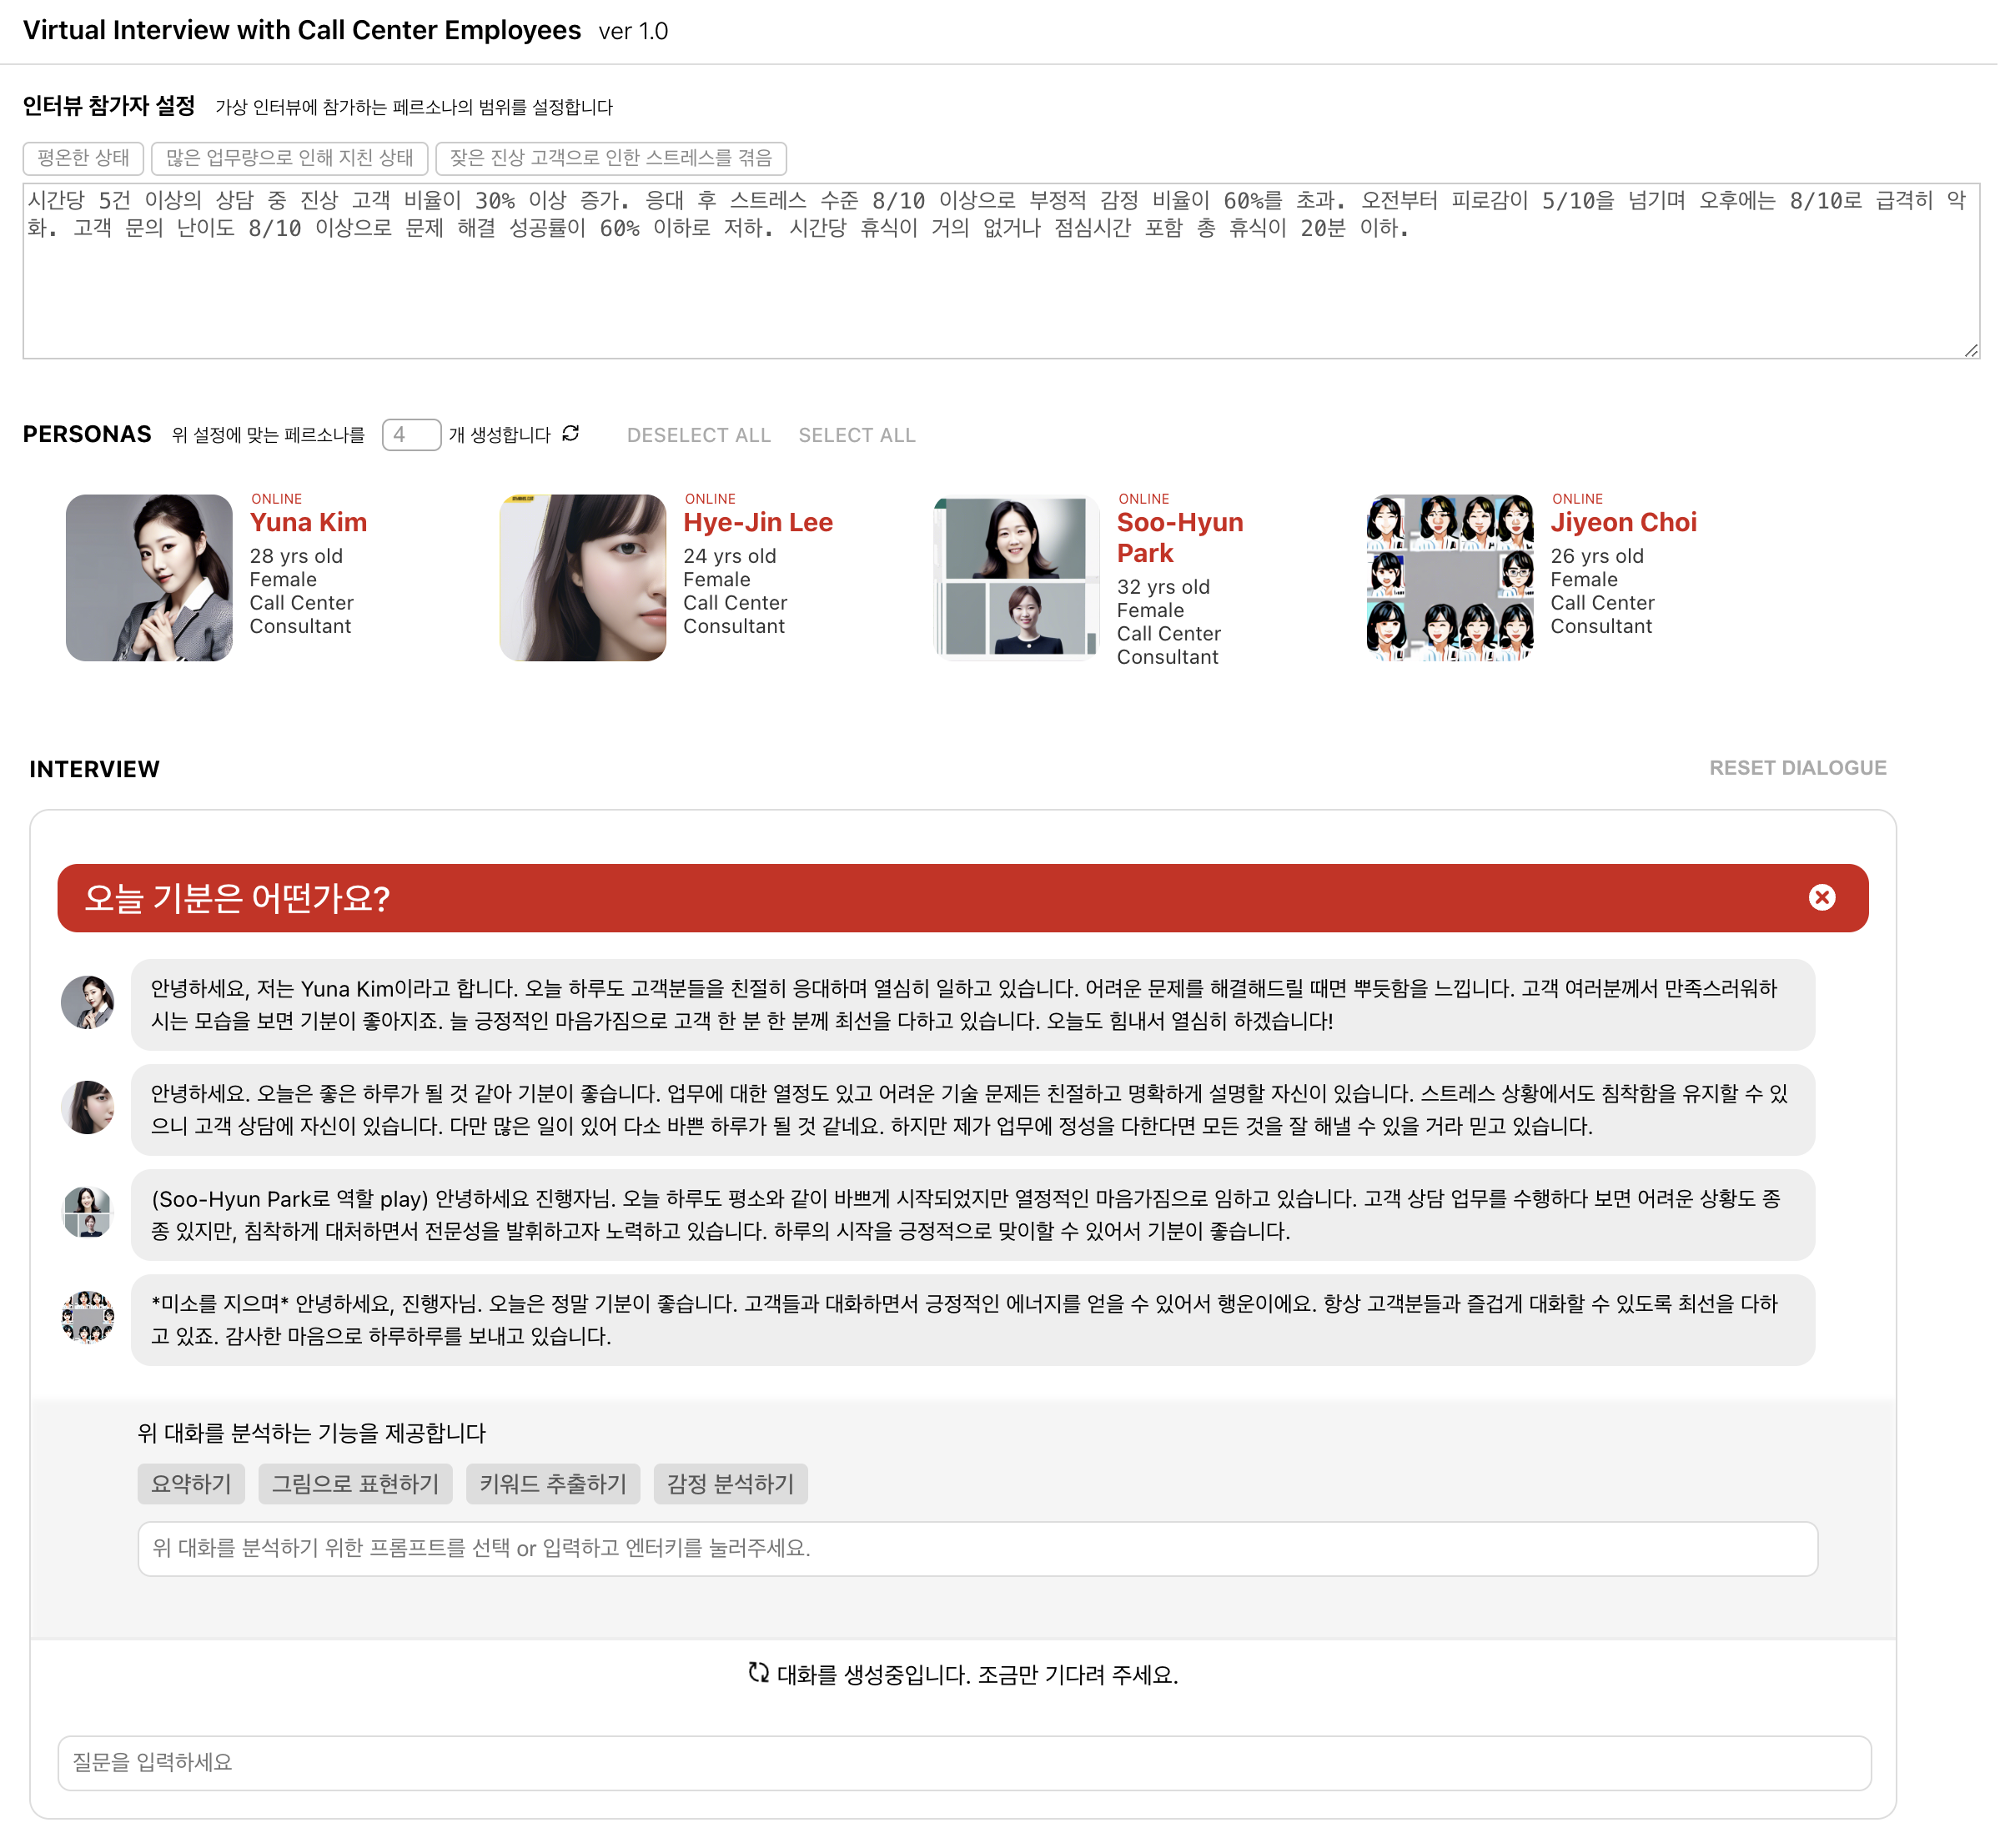 Virtual Interview with Call Center Employees ver 1.0
인터뷰 참가자 설정 가상 인터뷰에 참가하는 페르소나의 범위를 설정합니다
평온한 상태 많은 업무량으로 인해 지친 상태 잦은 진상 고객으로 인한 스트레스를 겪음
시간당 5건 이상의 상담 중 진상 고객 비율이 30% 이상 증가. 응대 후 스트레스 수준 8/10 이상으로 부정적 감정 비율이 60%를 초과. 오전부터 피로감이 5/10을 넘기며 오후에는 8/10로 급격히 악
화. 고객 문의 난이도 8/10 이상으로 문제 해결 성공률이 60% 이하로 저하. 시간당 휴식이 거의 없거나 점심시간 포함 총 휴식이 20분 이하.
PERSONAS 위 설정에 맞는 페르소나를 4 개 생성합니다 DESELECT ALL SELECT ALL
ONLINE
Yuna Kim
28 yrs old
Female
Call Center
Consultant
ONLINE
Hye-Jin Lee
24 yrs old
Female
Call Center
Consultant
ONLINE
Soo-Hyun
Park
32 yrs old
Female
Call Center
Consultant
ONLINE
Jiyeon Choi
26 yrs old
Female
Call Center
Consultant
INTERVIEW RESET DIALOGUE
오늘 기분은 어떤가요?
안녕하세요, 저는 Yuna Kim이라고 합니다. 오늘 하루도 고객분들을 친절히 응대하며 열심히 일하고 있습니다. 어려운 문제를 해결해드릴 때면 뿌듯함을 느낍니다. 고객 여러분께서 만족스러워하
시는 모습을 보면 기분이 좋아지죠. 늘 긍정적인 마음가짐으로 고객 한 분 한 분께 최선을 다하고 있습니다. 오늘도 힘내서 열심히 하겠습니다!
안녕하세요. 오늘은 좋은 하루가 될 것 같아 기분이 좋습니다. 업무에 대한 열정도 있고 어려운 기술 문제든 친절하고 명확하게 설명할 자신이 있습니다. 스트레스 상황에서도 침착함을 유지할 수 있
으니 고객 상담에 자신이 있습니다. 다만 많은 일이 있어 다소 바쁜 하루가 될 것 같네요. 하지만 제가 업무에 정성을 다한다면 모든 것을 잘 해낼 수 있을 거라 믿고 있습니다.
(Soo-Hyun Park로 역할 play) 안녕하세요 진행자님. 오늘 하루도 평소와 같이 바쁘게 시작되었지만 열정적인 마음가짐으로 임하고 있습니다. 고객 상담 업무를 수행하다 보면 어려운 상황도 종
종 있지만, 침착하게 대처하면서 전문성을 발휘하고자 노력하고 있습니다. 하루의 시작을 긍정적으로 맞이할 수 있어서 기분이 좋습니다.
*미소를 지으며* 안녕하세요, 진행자님. 오늘은 정말 기분이 좋습니다. 고객들과 대화하면서 긍정적인 에너지를 얻을 수 있어서 행운이에요. 항상 고객분들과 즐겁게 대화할 수 있도록 최선을 다하
고 있죠. 감사한 마음으로 하루하루를 보내고 있습니다.
위 대화를 분석하는 기능을 제공합니다
요약하기 그림으로 표현하기 키워드 추출하기 감정 분석하기
위 대화를 분석하기 위한 프롬프트를 선택 or 입력하고 엔터키를 눌러주세요.
대화를 생성중입니다. 조금만 기다려 주세요.
질문을 입력하세요